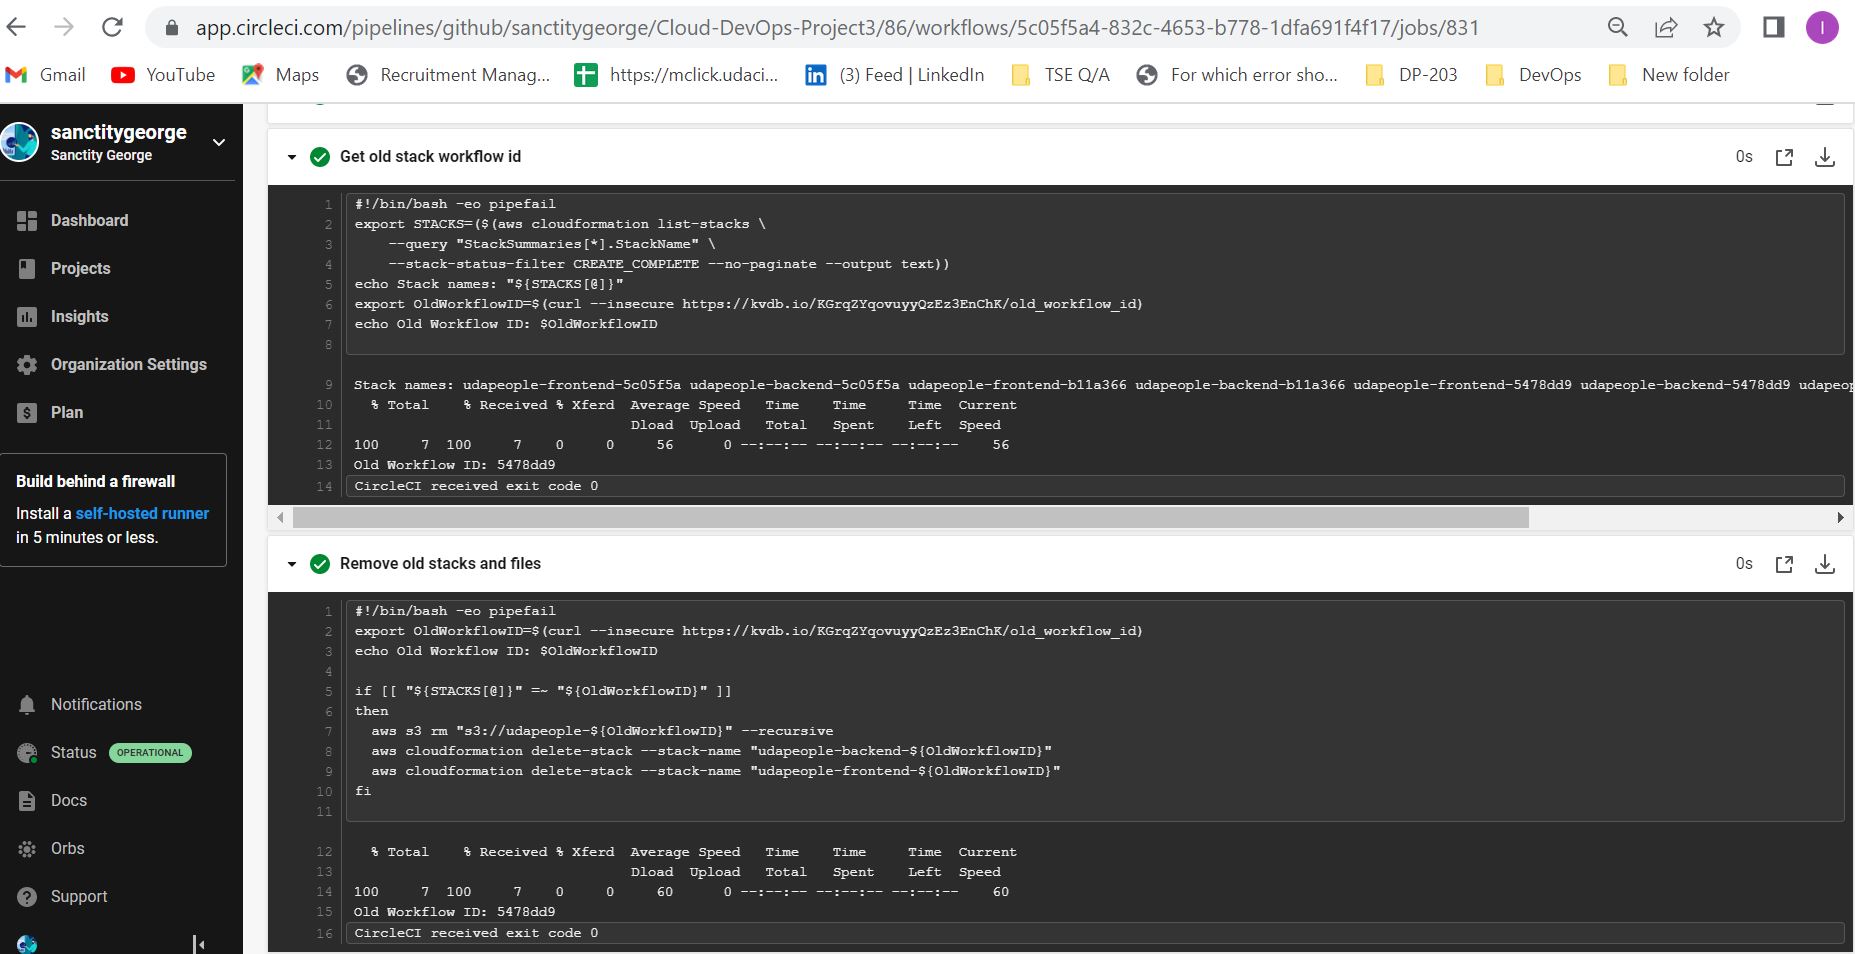 app.circleci.com/pipelines/github/sanctitygeorge/Cloud-DevOps-Project3/86/workflows/5c05f5a4-832c-4653-b778-1dfa691f4f17/jobs/831
I
Gmail YouTube Maps Recruitment Manag... https://mclick.udaci... (3) Feed | LinkedIn TSE Q/A For which error sho... DP-203 DevOps New folder
sanctitygeorge
Sanctity George
Dashboard
Projects
Insights
Organization Settings
Plan
Build behind a firewall
Install a self-hosted runner
in 5 minutes or less.
Notifications
Status OPERATIONAL
Docs
Orbs
Support
Get old stack workflow id 0s
1 #!/bin/bash -eo pipefail
2 export STACKS=($(aws cloudformation list-stacks \
3 --query "StackSummaries[*].StackName" \
4 --stack-status-filter CREATE_COMPLETE --no-paginate --output text))
5 echo Stack names: "${STACKS[@]}"
6 export OldWorkflowID=$(curl --insecure https://kvdb.io/KGrqZYqovuyyQzEz3EnChK/old_workflow_id)
7 echo Old Workflow ID: $OldWorkflowID
8
9 Stack names: udapeople-frontend-5c05f5a udapeople-backend-5c05f5a udapeople-frontend-b11a366 udapeople-backend-b11a366 udapeople-frontend-5478dd9 udapeople-backend-5478dd9 udapeop
10 % Total % Received % Xferd Average Speed Time Time Time Current
11 Dload Upload Total Spent Left Speed
12 100 7 100 7 0 0 56 0 --:--:-- --:--:-- --:--:-- 56
13 Old Workflow ID: 5478dd9
14 CircleCI received exit code 0
Remove old stacks and files 0s
1 #!/bin/bash -eo pipefail
2 export OldWorkflowID=$(curl --insecure https://kvdb.io/KGrqZYqovuyyQzEz3EnChK/old_workflow_id)
3 echo Old Workflow ID: $OldWorkflowID
4
5 if [[ "${STACKS[@]}" =~ "${OldWorkflowID}" ]]
6 then
7 aws s3 rm "s3://udapeople-${OldWorkflowID}" --recursive
8 aws cloudformation delete-stack --stack-name "udapeople-backend-${OldWorkflowID}"
9 aws cloudformation delete-stack --stack-name "udapeople-frontend-${OldWorkflowID}"
10 fi
11
12 % Total % Received % Xferd Average Speed Time Time Time Current
13 Dload Upload Total Spent Left Speed
14 100 7 100 7 0 0 60 0 --:--:-- --:--:-- --:--:-- 60
15 Old Workflow ID: 5478dd9
16 CircleCI received exit code 0